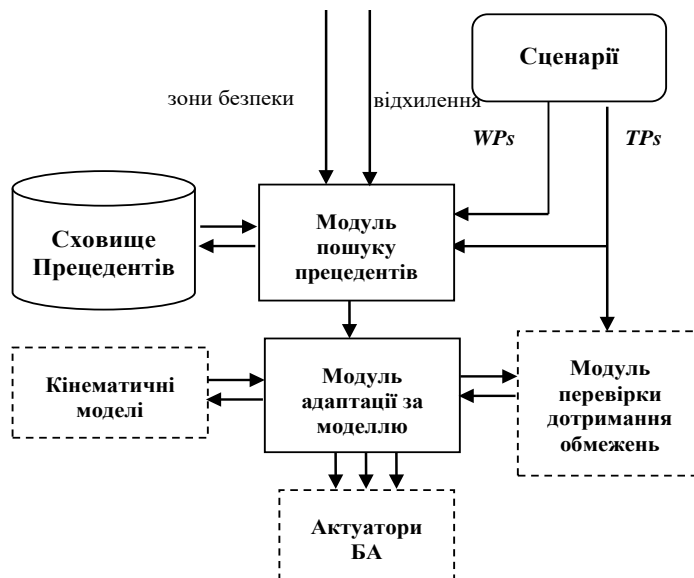 Сценарії
зони безпеки
відхилення
WPs
TPs
Сховище
Прецедентів
Модуль
пошуку
прецедентів
Кінематичні
моделі
Модуль
адаптації за
моделлю
Модуль
перевірки
дотримання
обмежень
Актуатори
БА